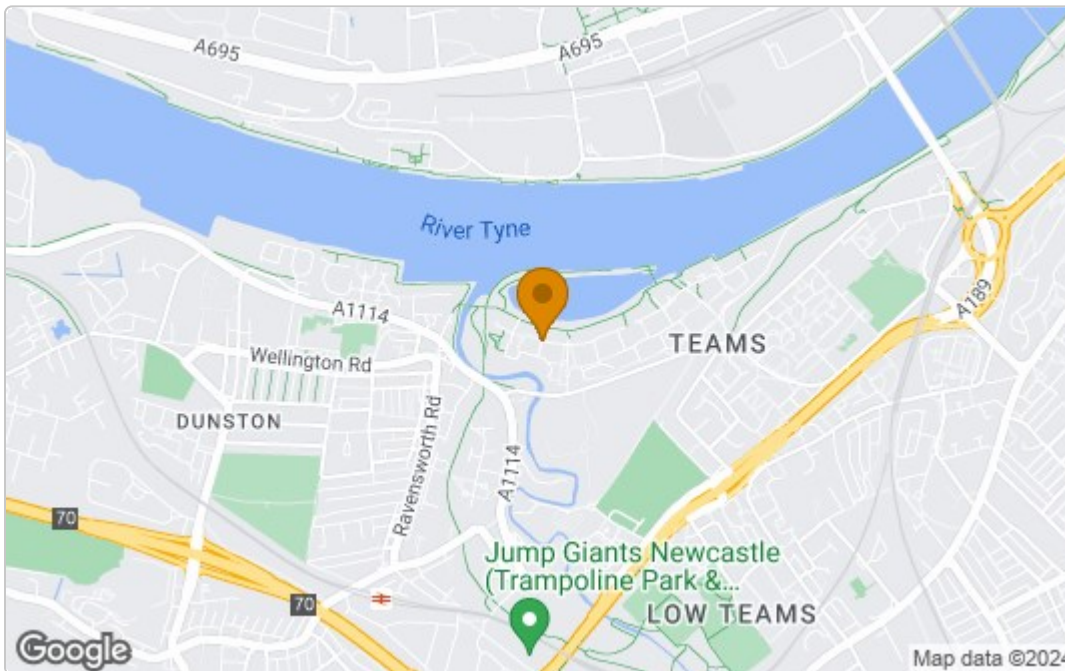 A695
A695
River Tyne
A189
A1114
TEAMS
Wellington Rd
DUNSTON
Ravensworth Rd
A1114
70
Jump Giants Newcastle
(Trampoline Park &...
70
LOW TEAMS
Google
Map data ©2024